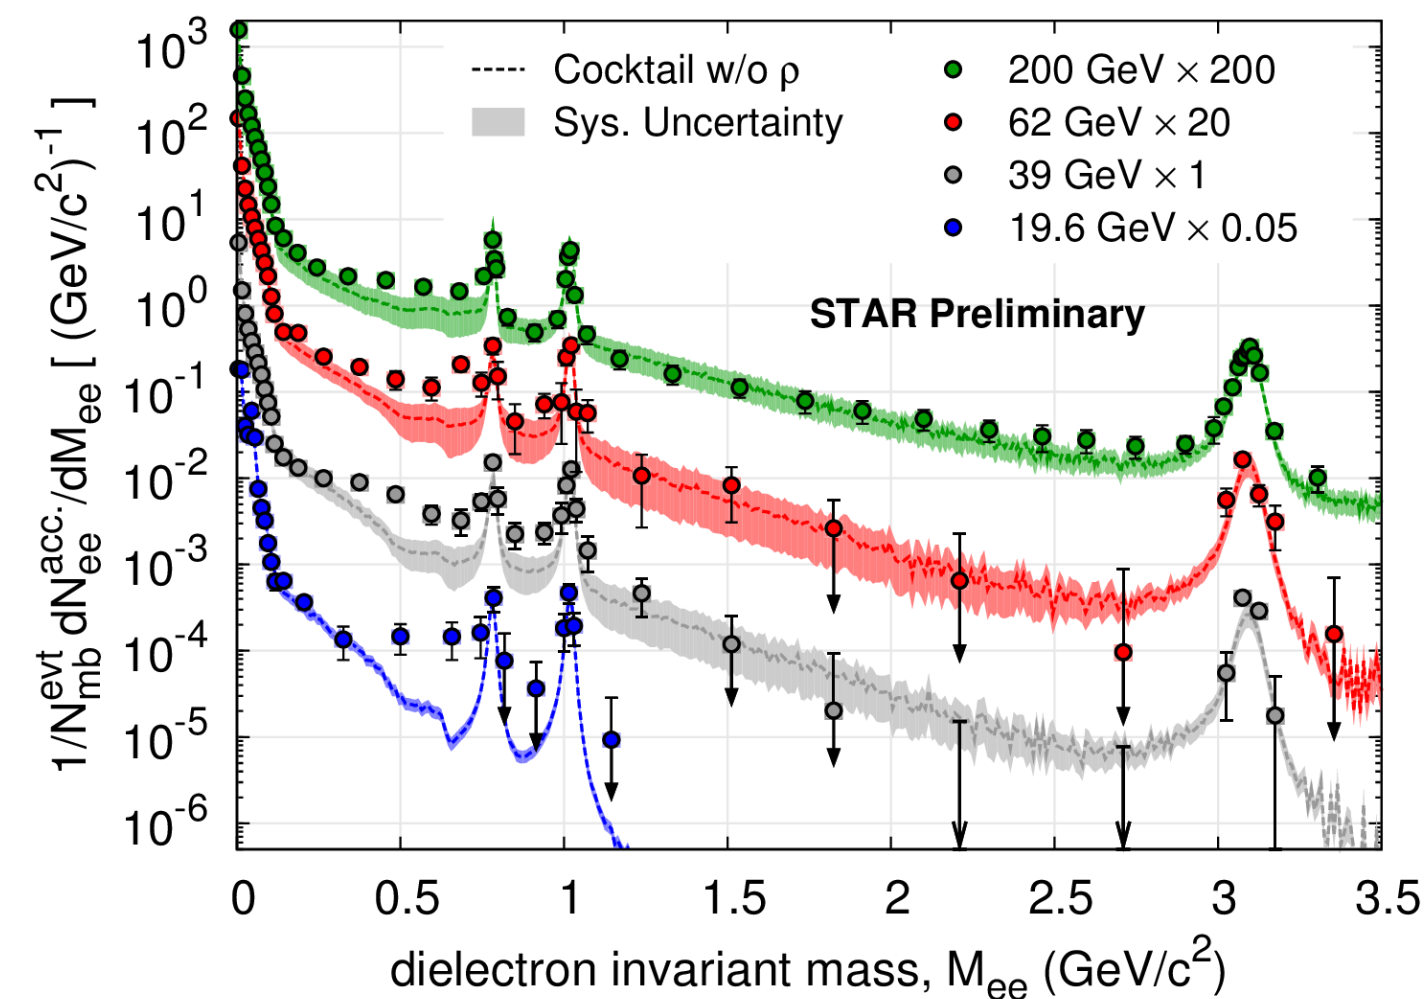 1/N_mb^evt dN_ee^acc./dM_ee [ (GeV/c^2)^-1 ]
10^3
10^2
10^1
10^0
10^-1
10^-2
10^-3
10^-4
10^-5
10^-6
Cocktail w/o ρ
Sys. Uncertainty
200 GeV × 200
62 GeV × 20
39 GeV × 1
19.6 GeV × 0.05
STAR Preliminary
0 0.5 1 1.5 2 2.5 3 3.5
dielectron invariant mass, M_ee (GeV/c^2)